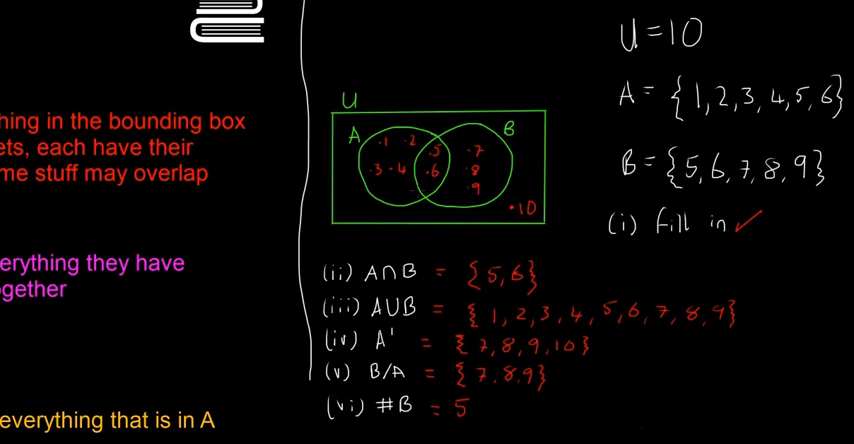 U = 10
A = { 1, 2, 3, 4, 5, 6 }
B = { 5, 6, 7, 8, 9 }
(i) Fill in ✓
U
A
B
.1 .2
.5
.7
.3 .4
.6
.8
.9
.10
hing in the bounding box
ets, each have their
me stuff may overlap
erything they have
gether
everything that is in A
(ii) A∩B = { 5, 6 }
(iii) A∪B = { 1, 2, 3, 4, 5, 6, 7, 8, 9 }
(iv) A' = { 7, 8, 9, 10 }
(v) B/A = { 7, 8, 9 }
(vi) #B = 5